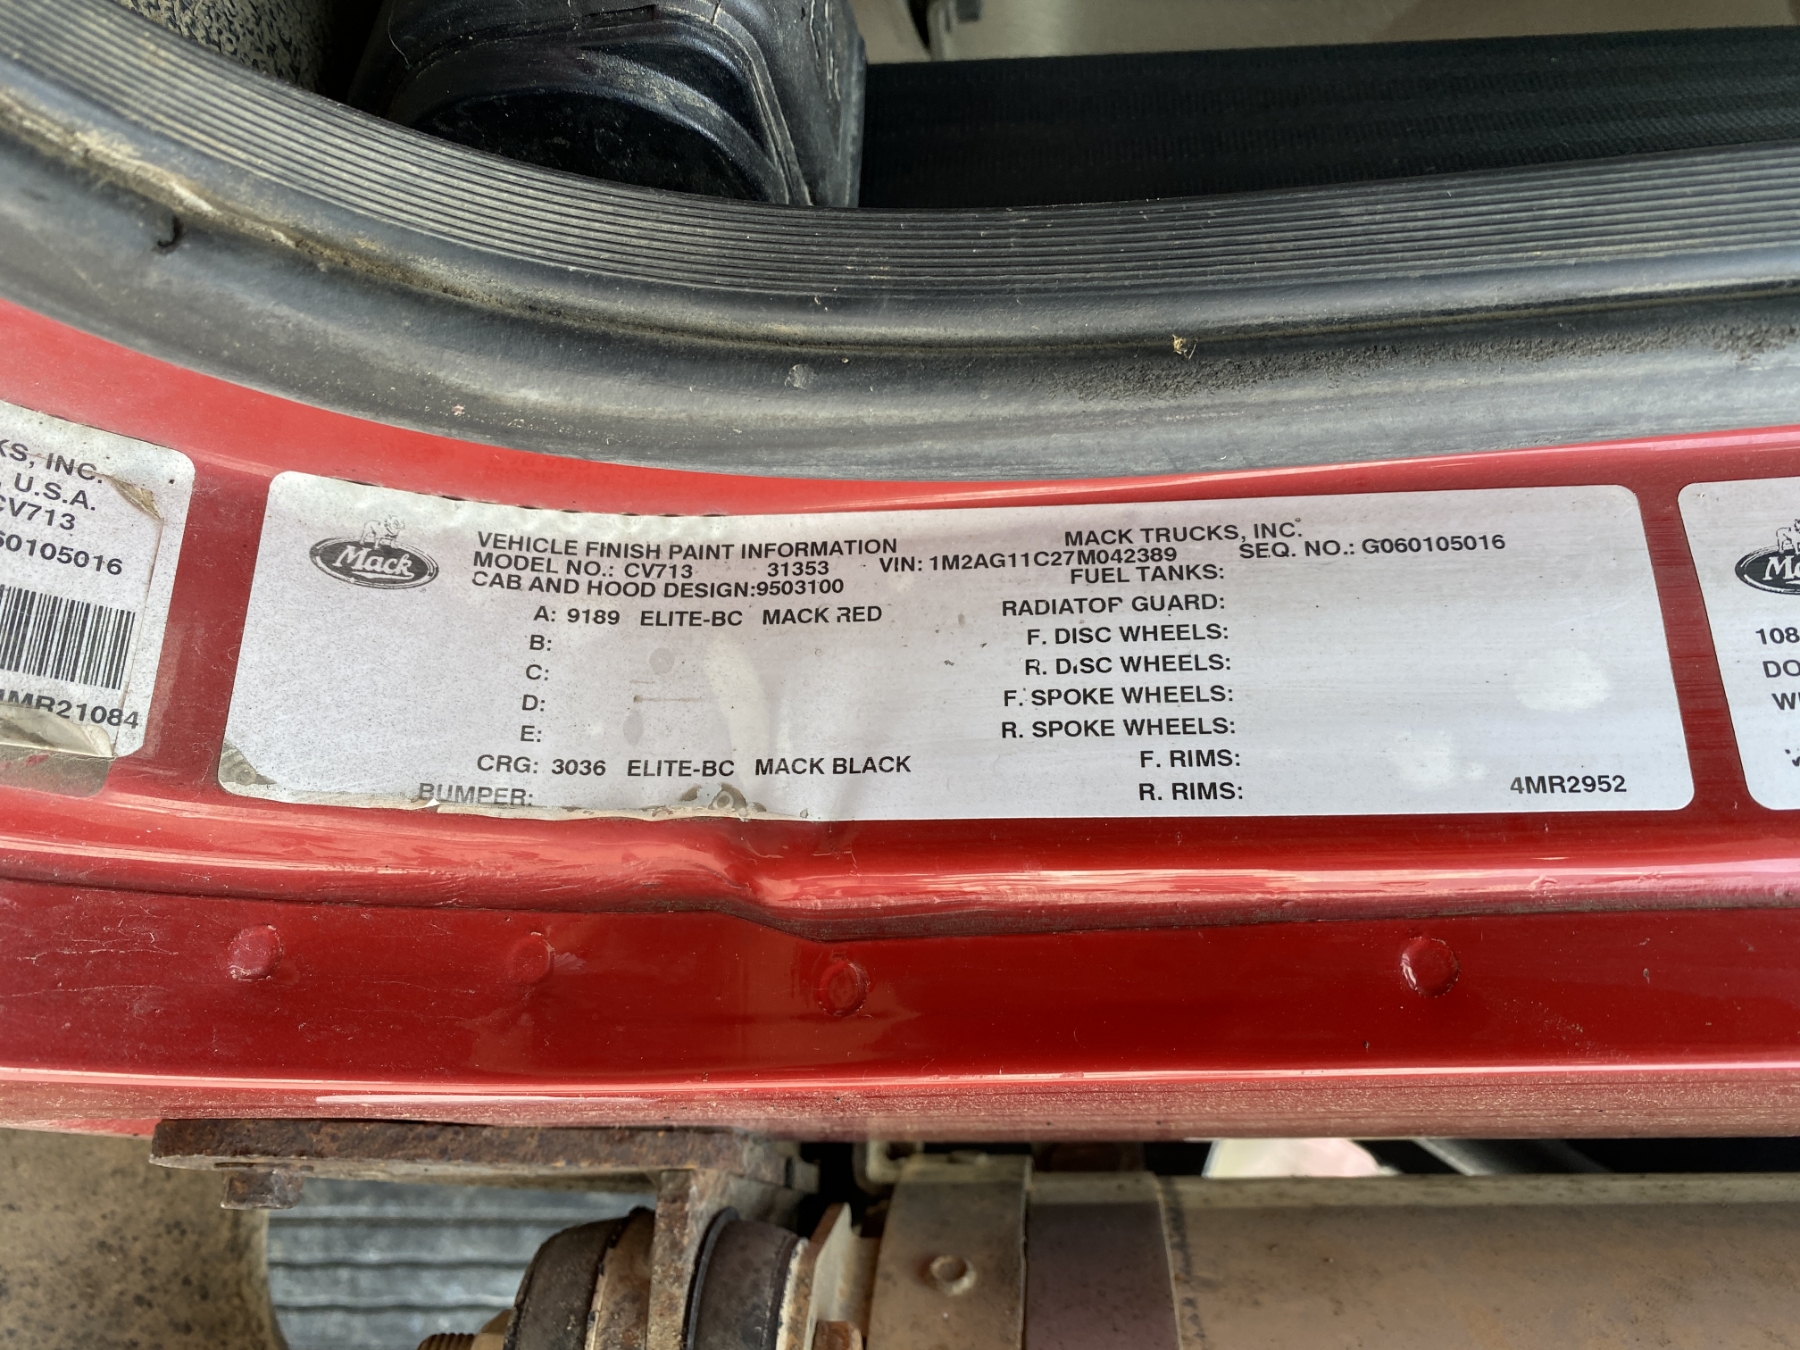 KS, INC.
U.S.A.
CV713
60105016
MR21084
Mack
VEHICLE FINISH PAINT INFORMATION MACK TRUCKS, INC.
MODEL NO.: CV713 31353 VIN: 1M2AG11C27M042389 SEQ. NO.: G060105016
CAB AND HOOD DESIGN:9503100 FUEL TANKS:
A: 9189 ELITE-BC MACK RED RADIATOR GUARD:
B: F. DISC WHEELS:
C: R. DISC WHEELS:
D: F. SPOKE WHEELS:
E: R. SPOKE WHEELS:
CRG: 3036 ELITE-BC MACK BLACK F. RIMS:
BUMPER: R. RIMS: 4MR2952
108
DO